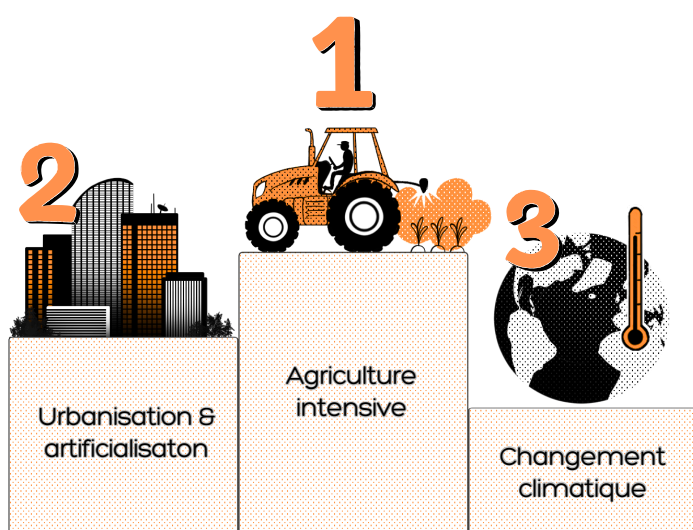 1
2
3
Agriculture
intensive
Urbanisation &
artificialisaton
Changement
climatique